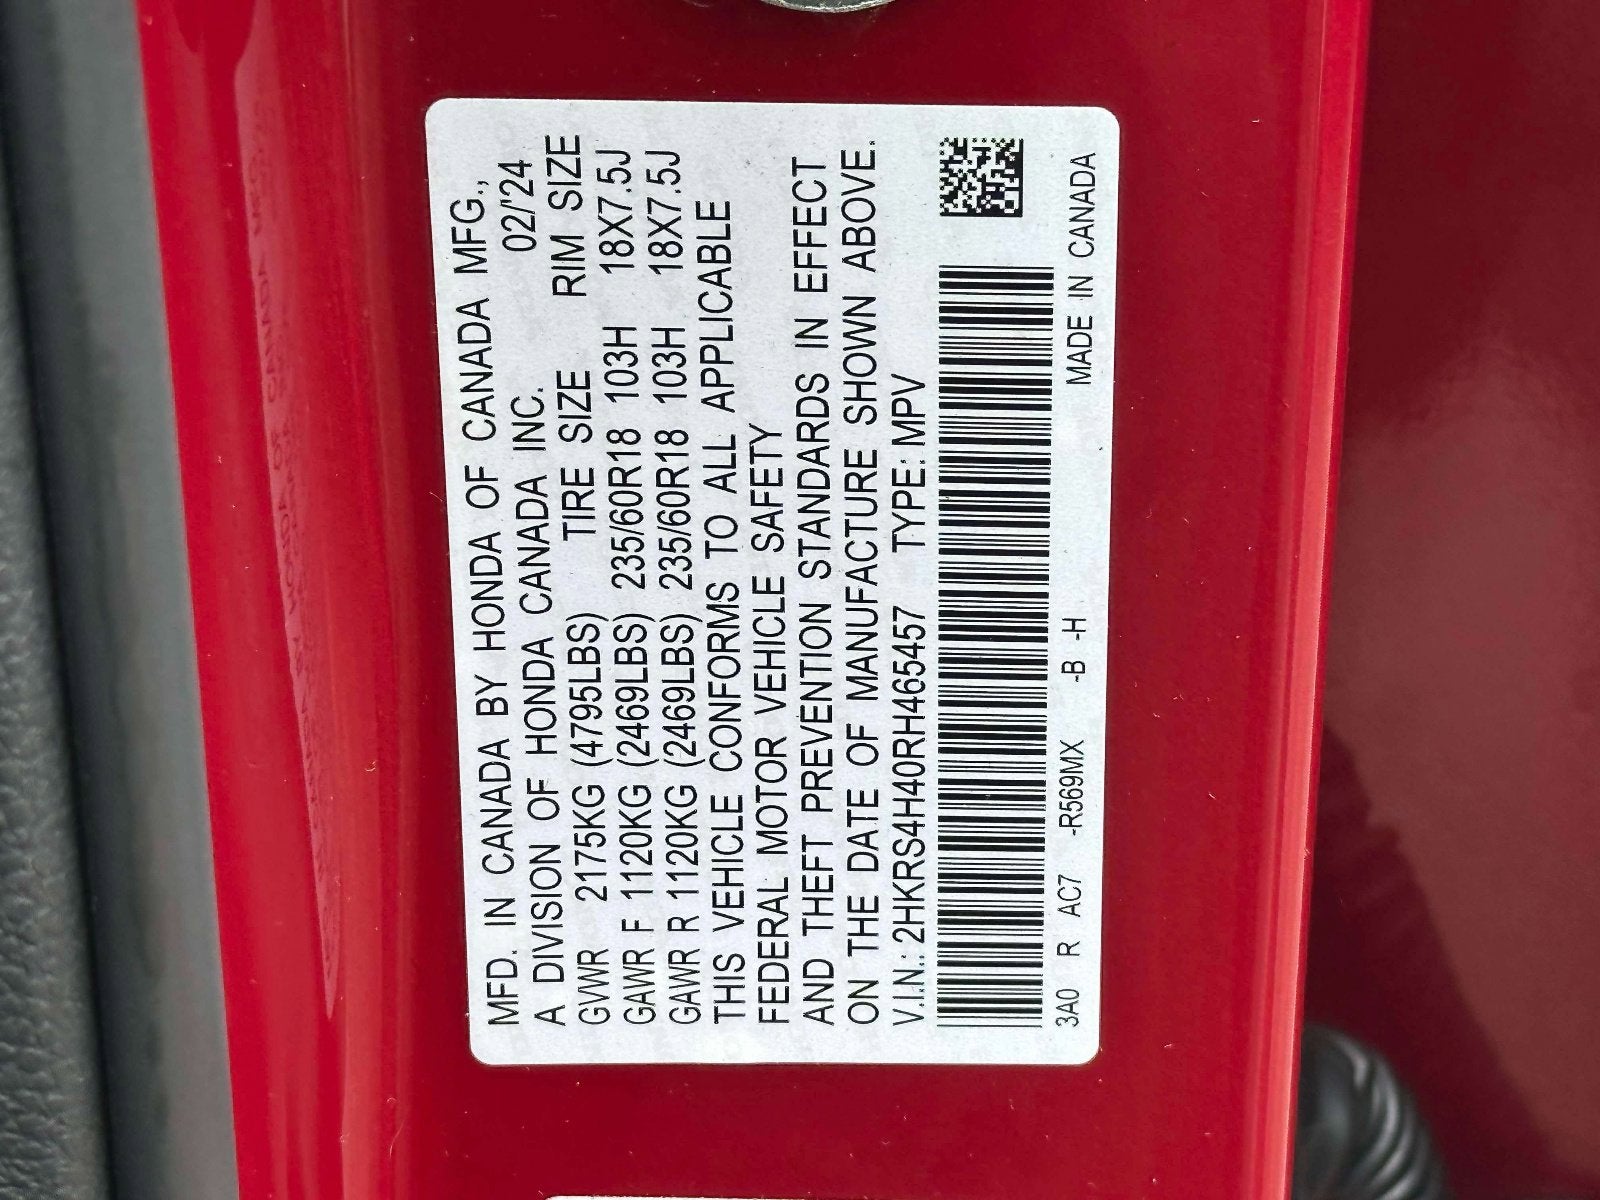 MFD. IN CANADA BY HONDA OF CANADA MFG.,
A DIVISION OF HONDA CANADA INC. 02/'24
TIRE SIZE RIM SIZE
GVWR 2175KG (4795LBS)
GAWR F 1120KG (2469LBS) 235/60R18 103H 18X7.5J
GAWR R 1120KG (2469LBS) 235/60R18 103H 18X7.5J
THIS VEHICLE CONFORMS TO ALL APPLICABLE
FEDERAL MOTOR VEHICLE SAFETY
AND THEFT PREVENTION STANDARDS IN EFFECT
ON THE DATE OF MANUFACTURE SHOWN ABOVE.
V.I.N.: 2HKRS4H40RH465457 TYPE: MPV
3A0 R AC7 -R569MX -B -H MADE IN CANADA